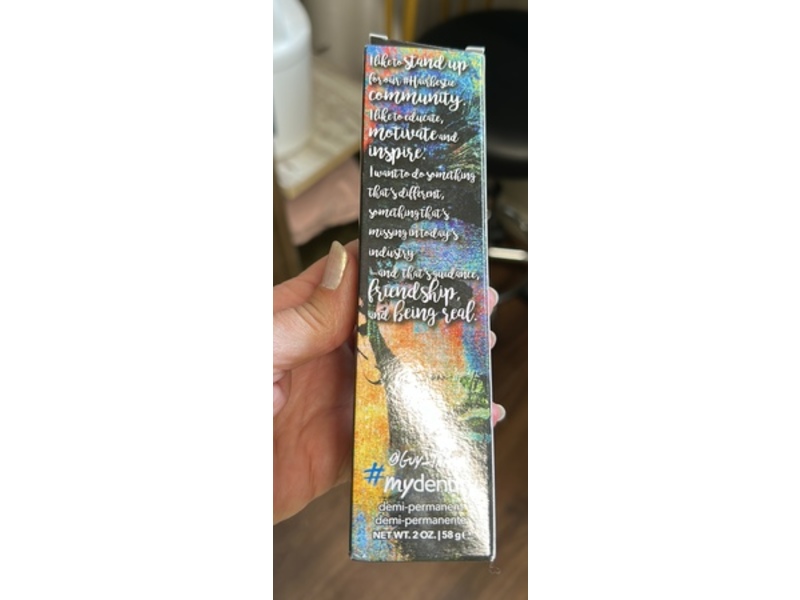 I like to stand up
for our #Hairbestie
community.
I like to educate,
motivate and
inspire.
I want to do something
that's different,
something that's
missing in today's
industry
—and that's guidance,
friendship,
and being real.
#mydenti
demi-permanent
demi-permanente
NET WT. 2 OZ. | 58 g